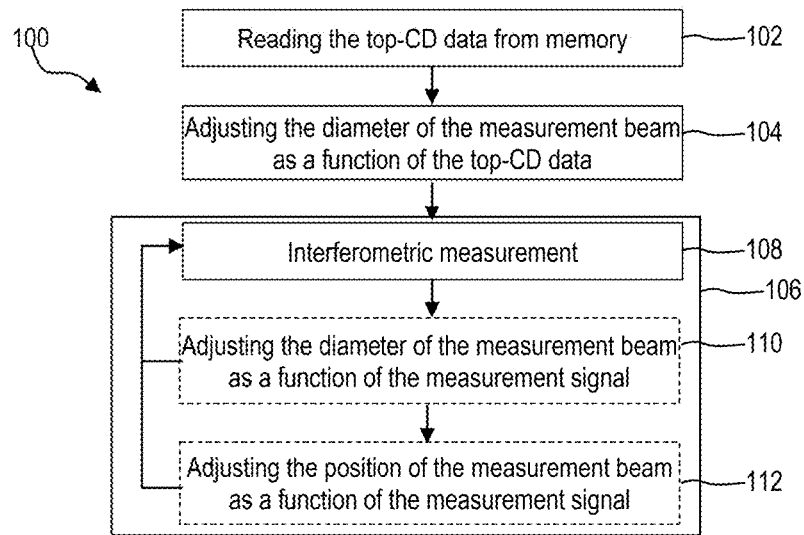 100
Reading the top-CD data from memory
102
Adjusting the diameter of the measurement beam
as a function of the top-CD data
104
Interferometric measurement
108
106
Adjusting the diameter of the measurement beam
as a function of the measurement signal
110
Adjusting the position of the measurement beam
as a function of the measurement signal
112